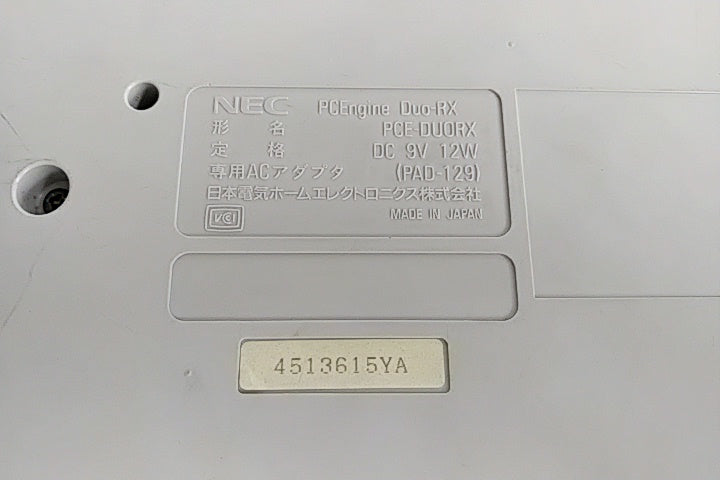 NEC PCEngine Duo-RX
形 名 PCE-DUORX
定 格 DC 9V 12W
専用ACアダプタ (PAD-129)
日本電気ホームエレクトロニクス株式会社
VCI MADE IN JAPAN
4513615YA